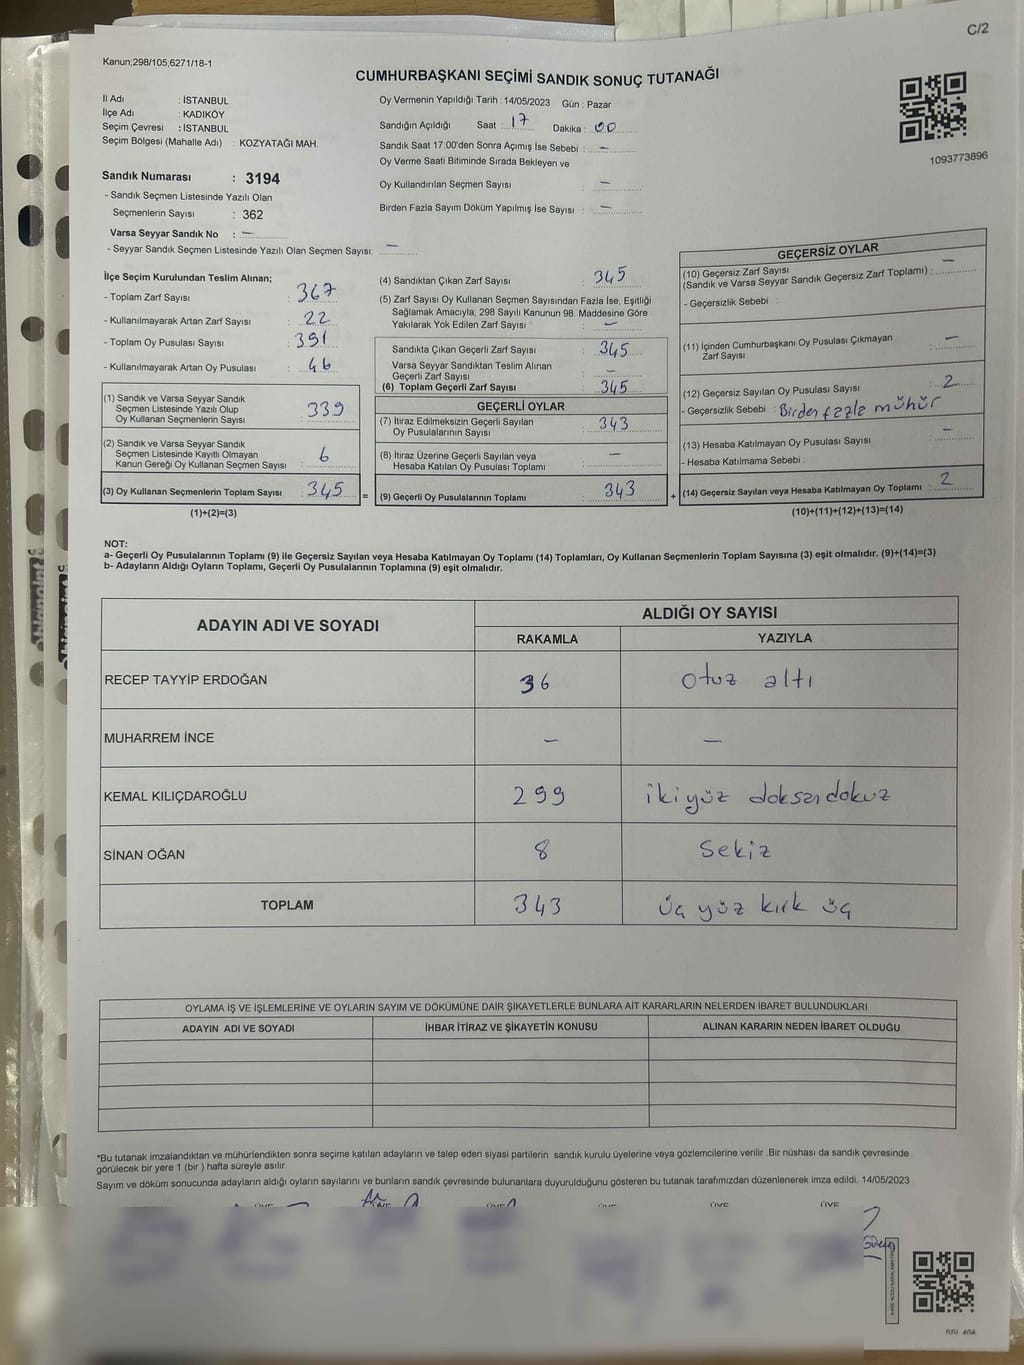 C/2
Kanun;298/105;6271/18-1
CUMHURBAŞKANI SEÇİMİ SANDIK SONUÇ TUTANAĞI
İl Adı : İSTANBUL
İlçe Adı : KADIKÖY
Seçim Çevresi : İSTANBUL
Seçim Bölgesi (Mahalle Adı) : KOZYATAĞI MAH.
Sandık Numarası : 3194
- Sandık Seçmen Listesinde Yazılı Olan
Seçmenlerin Sayısı : 362
Varsa Seyyar Sandık No : —
- Seyyar Sandık Seçmen Listesinde Yazılı Olan Seçmen Sayısı: —
Oy Vermenin Yapıldığı Tarih : 14/05/2023 Gün : Pazar
Sandığın Açıldığı Saat : 17 Dakika : 00
Sandık Saat 17:00'den Sonra Açımış İse Sebebi : —
Oy Verme Saati Bitiminde Sırada Bekleyen ve
Oy Kullandırılan Seçmen Sayısı : —
Birden Fazla Sayım Döküm Yapılmış İse Sayısı : —
1093773896
İlçe Seçim Kurulundan Teslim Alınan;
- Toplam Zarf Sayısı : 367
- Kullanılmayarak Artan Zarf Sayısı : 22
- Toplam Oy Pusulası Sayısı : 391
- Kullanılmayarak Artan Oy Pusulası : 46
(1) Sandık ve Varsa Seyyar Sandık
Seçmen Listesinde Yazılı Olup
Oy Kullanan Seçmenlerin Sayısı : 339
(2) Sandık ve Varsa Seyyar Sandık
Seçmen Listesinde Kayıtlı Olmayan
Kanun Gereği Oy Kullanan Seçmen Sayısı : 6
(3) Oy Kullanan Seçmenlerin Toplam Sayısı : 345 =
(1)+(2)=(3)
(4) Sandıktan Çıkan Zarf Sayısı : 345
(5) Zarf Sayısı Oy Kullanan Seçmen Sayısından Fazla İse, Eşitliği
Sağlamak Amacıyla; 298 Sayılı Kanunun 98. Maddesine Göre
Yakılarak Yok Edilen Zarf Sayısı : —
Sandıkta Çıkan Geçerli Zarfa Sayısı : 345
Varsa Seyyar Sandıktan Teslim Alınan
Geçerli Zarf Sayısı : —
(6) Toplam Geçerli Zarf Sayısı : 345
GEÇERLİ OYLAR
(7) İtiraz Edilmeksizin Geçerli Sayılan
Oy Pusulalarının Sayısı : 343
(8) İtiraz Üzerine Geçerli Sayılan veya
Hesaba Katılan Oy Pusulası Toplamı : —
(9) Geçerli Oy Pusulalarının Toplamı : 343 +
GEÇERSİZ OYLAR
(10) Geçersiz Zarf Sayısı
(Sandık ve Varsa Seyyar Sandık Geçersiz Zarf Toplamı) : —
- Geçersizlik Sebebi :
(11) İçinden Cumhurbaşkanı Oy Pusulası Çıkmayan
Zarf Sayısı : —
(12) Geçersiz Sayılan Oy Pusulası Sayısı : 2
- Geçersizlik Sebebi : Birden fazla mühür
(13) Hesaba Katılmayan Oy Pusulası Sayısı : —
- Hesaba Katılmama Sebebi :
(14) Geçersiz Sayılan veya Hesaba Katılmayan Oy Toplamı : 2
(10)+(11)+(12)+(13)=(14)
NOT:
a- Geçerli Oy Pusulalarının Toplamı (9) ile Geçersiz Sayılan veya Hesaba Katılmayan Oy Toplamı (14) Toplamları, Oy Kullanan Seçmenlerin Toplam Sayısına (3) eşit olmalıdır. (9)+(14)=(3)
b- Adayların Aldığı Oyların Toplamı, Geçerli Oy Pusulalarının Toplamına (9) eşit olmalıdır.
ADAYIN ADI VE SOYADI ALDIĞI OY SAYISI
RAKAMLA YAZIYLA
RECEP TAYYİP ERDOĞAN 36 otuz altı
MUHARREM İNCE — —
KEMAL KILIÇDAROĞLU 299 ikiyüz doksan dokuz
SİNAN OĞAN 8 sekiz
TOPLAM 343 üç yüz kırk üç
OYLAMA İŞ VE İŞLEMLERİNE VE OYLARIN SAYIM VE DÖKÜMÜNE DAİR ŞİKAYETLERLE BUNLARA AİT KARARLARIN NELERDEN İBARET BULUNDUKLARI
ADAYIN ADI VE SOYADI İHBAR İTİRAZ VE ŞİKAYETİN KONUSU ALINAN KARARIN NEDEN İBARET OLDUĞU
*Bu tutanak imzalandıktan ve mühürlendikten sonra seçime katılan adayların ve talep eden siyasi partilerin sandık kurulu üyelerine veya gözlemcilerine verilir. Bir nüshası da sandık çevresinde
görülecek bir yere 1 (bir ) hafta süreyle asılır.
Sayım ve döküm sonucunda adayların aldığı oyların sayılarını ve bunların sandık çevresinde bulunanlara duyurulduğunu gösteren bu tutanak tarafımızdan düzenlenerek imza edildi. 14/05/2023
ÜYE ÜYE ÜYE ÜYE ÜYE ÜYE